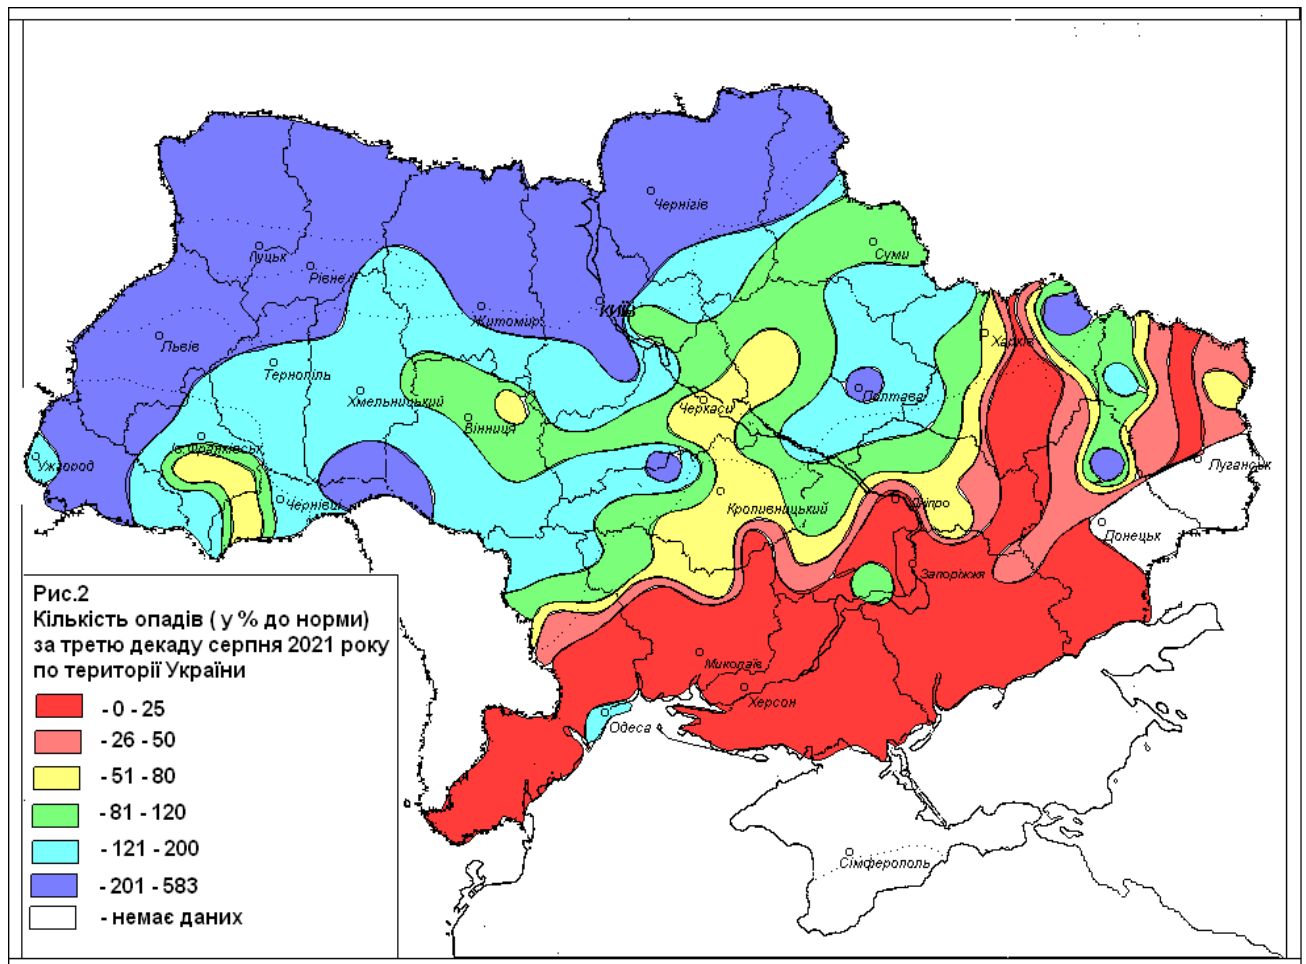 Чернігів
Суми
Луцьк
Рівне
Житомир
Київ
Львів
Харків
Тернопіль
Хмельницький
Полтава
Черкаси
Вінниця
Ів.Франківськ
Ужгород
Луганськ
Чернівці
Кропивницький
Дніпро
Донецьк
Запоріжжя
Миколаїв
Херсон
Одеса
Сімферополь
Рис.2
Кількість опадів ( у % до норми)
за третю декаду серпня 2021 року
по території України
- 0 - 25
- 26 - 50
- 51 - 80
- 81 - 120
- 121 - 200
- 201 - 583
- немає даних